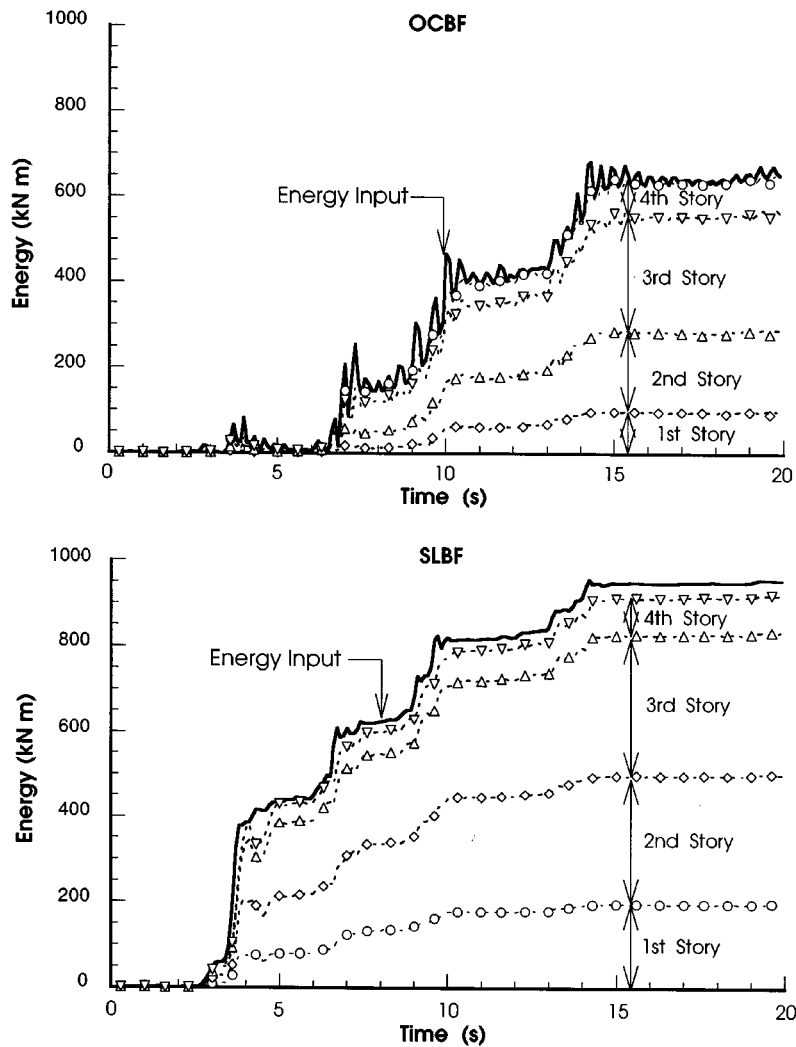 OCBF
1000
800
600
400
200
0
Energy (kN m)
Energy Input
4th Story
3rd Story
2nd Story
1st Story
0 5 10 15 20
Time (s)
SLBF
1000
800
600
400
200
0
Energy (kN m)
Energy Input
4th Story
3rd Story
2nd Story
1st Story
0 5 10 15 20
Time (s)